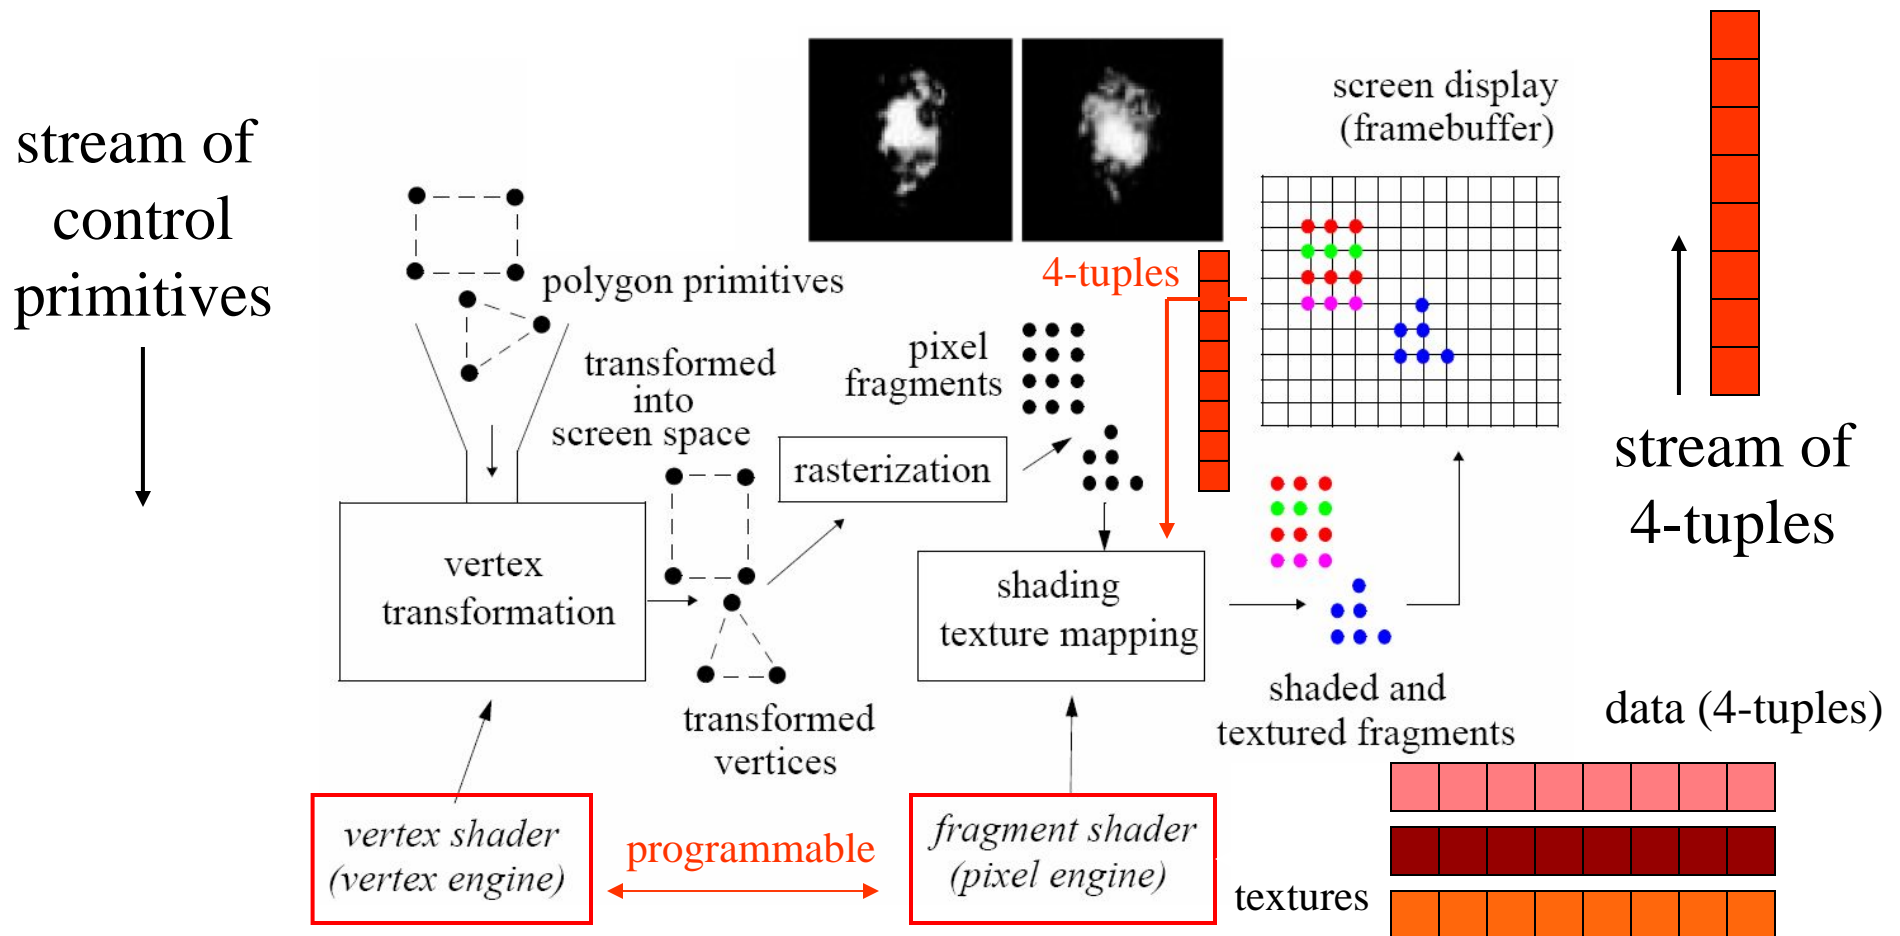 stream of
control
primitives
polygon primitives
transformed
into
screen space
pixel
fragments
4-tuples
screen display
(framebuffer)
stream of
4-tuples
rasterization
vertex
transformation
shading
texture mapping
transformed
vertices
shaded and
textured fragments
data (4-tuples)
vertex shader
(vertex engine)
programmable
fragment shader
(pixel engine)
textures